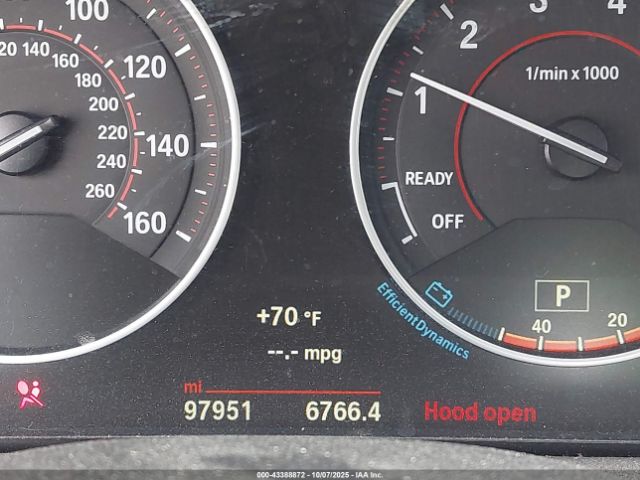 100
120
140
160
120
140
160
180
200
220
240
260
1
2
3
4
1/min x 1000
READY
OFF
EfficientDynamics
P
40
20
+70 °F
--.- mpg
mi
97951 6766.4
Hood open
000-43388872 - 10/07/2025 - IAA Inc.